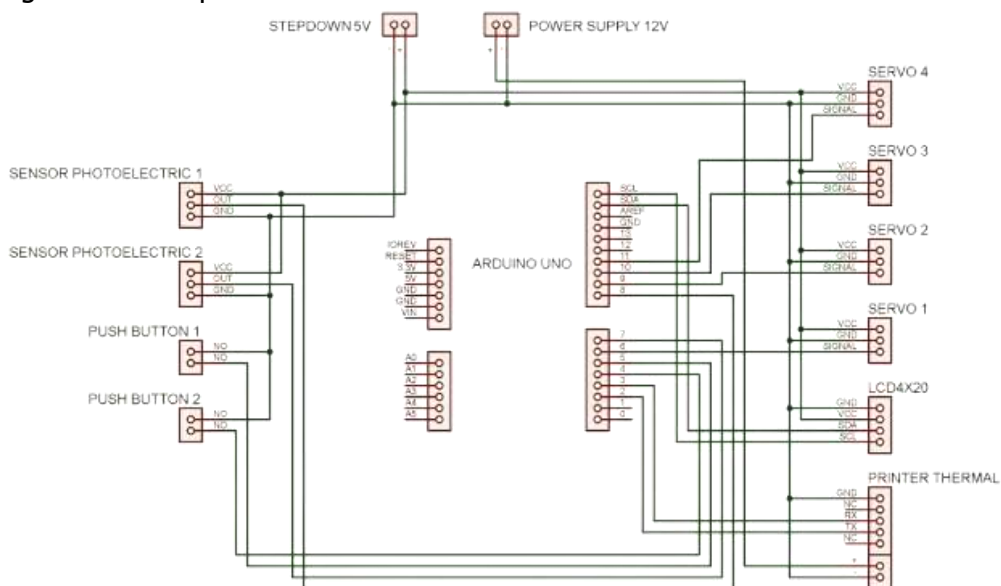 STEPDOWN 5V
POWER SUPPLY 12V
- +
+ -
SERVO 4
VCC
GND
SIGNAL
SERVO 3
VCC
GND
SIGNAL
SERVO 2
VCC
GND
SIGNAL
SERVO 1
VCC
GND
SIGNAL
LCD4X20
GND
VCC
SDA
SCL
PRINTER THERMAL
GND
NC
RX
TX
NC
+
-
SENSOR PHOTOELECTRIC 1
VCC
OUT
GND
SENSOR PHOTOELECTRIC 2
VCC
OUT
GND
PUSH BUTTON 1
NO
NO
PUSH BUTTON 2
NO
NO
ARDUINO UNO
IOREV
RESET
3.3V
5V
GND
GND
VIN
A0
A1
A2
A3
A4
A5
SCL
SDA
AREF
GND
13
12
11
10
9
8
7
6
5
4
3
2
1
0